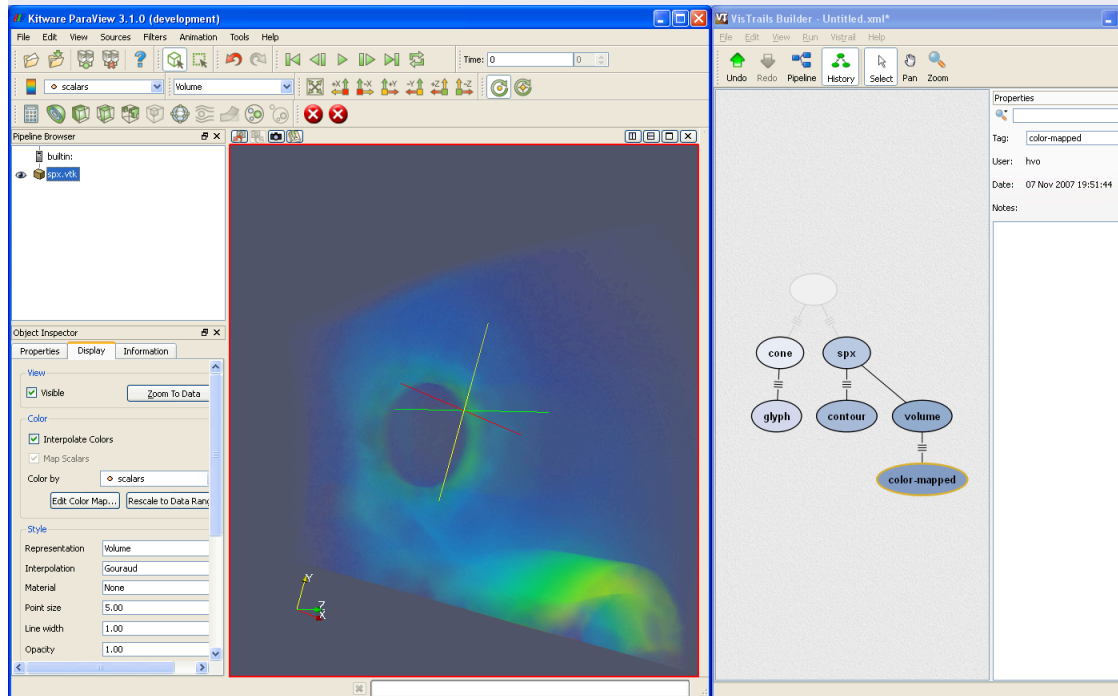 Kitware ParaView 3.1.0 (development)
File Edit View Sources Filters Animation Tools Help
Time: 0 0
scalars Volume
+X -X +Y -Y +Z -Z
Pipeline Browser
builtin:
spx.vtk
Object Inspector
Properties Display Information
View
Visible Zoom To Data
Color
Interpolate Colors
Map Scalars
Color by scalars
Edit Color Map... Rescale to Data Rang
Style
Representation Volume
Interpolation Gouraud
Material None
Point size 5.00
Line width 1.00
Opacity 1.00
Y
Z
X
VisTrails Builder - Untitled.xml*
File Edit View Run Vistrail Help
Undo Redo Pipeline History Select Pan Zoom
Properties
Tag: color-mapped
User: hvo
Date: 07 Nov 2007 19:51:44
Notes:
cone spx
glyph contour volume
color-mapped